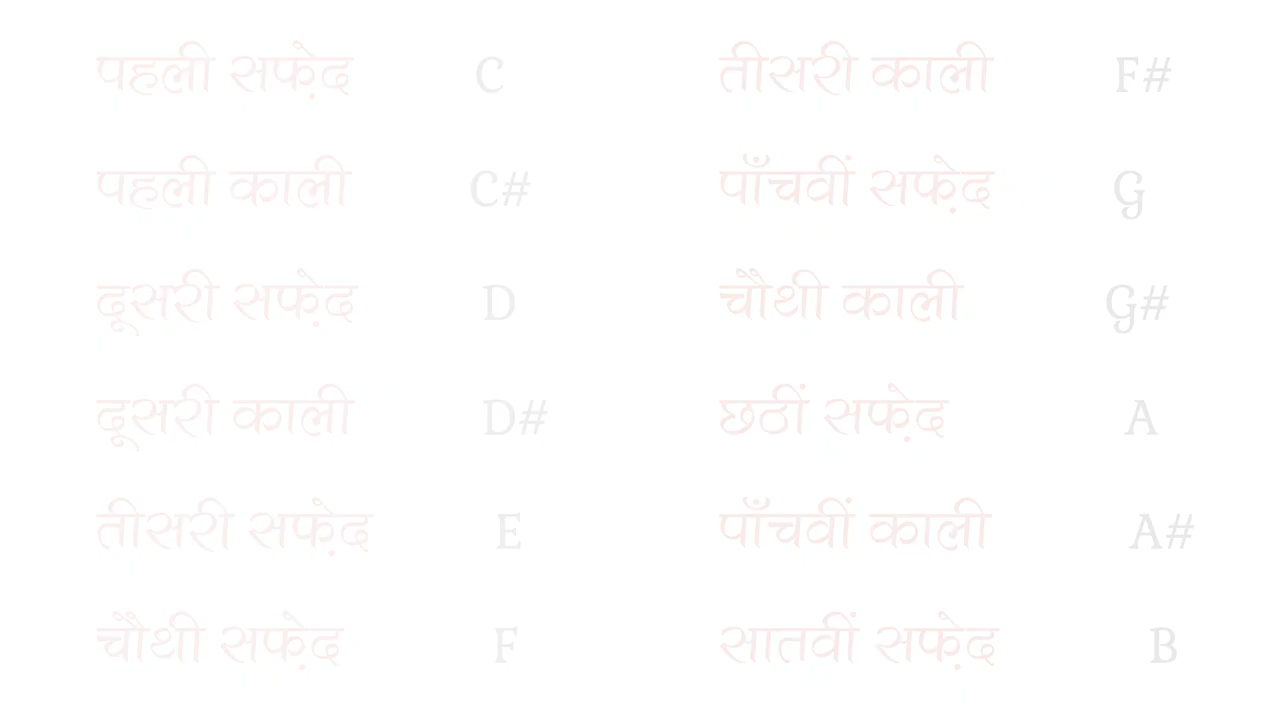 पहली सफ़ेद C
पहली काली C#
दूसरी सफ़ेद D
दूसरी काली D#
तीसरी सफ़ेद E
चौथी सफ़ेद F
तीसरी काली F#
पाँचवीं सफ़ेद G
चौथी काली G#
छठीं सफ़ेद A
पाँचवीं काली A#
सातवीं सफ़ेद B